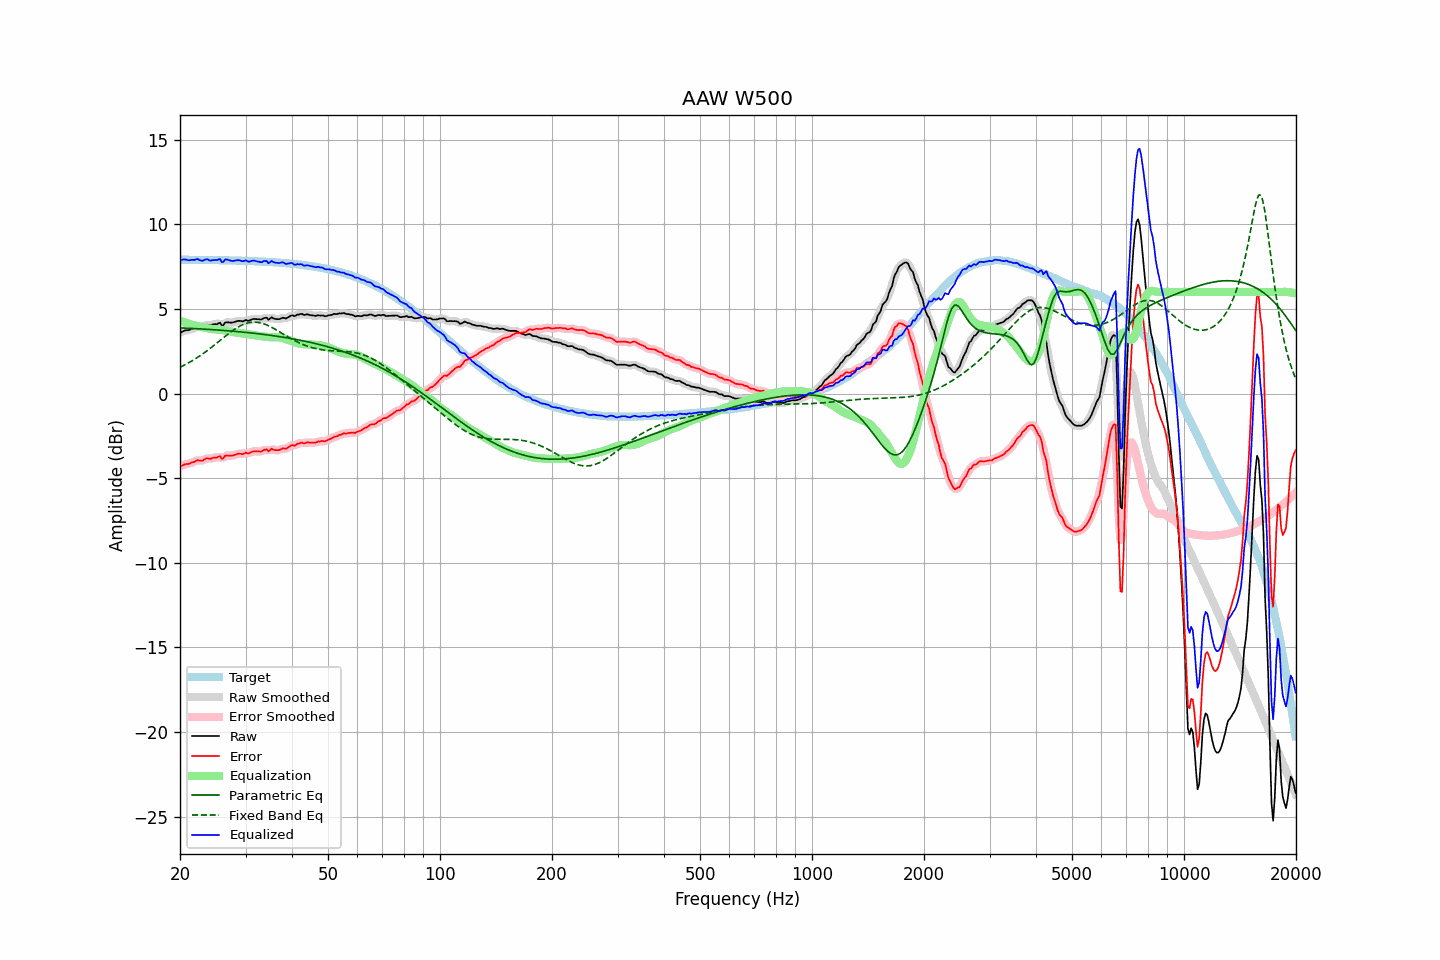 AAW W500
15
10
5
0
−5
−10
−15
−20
−25
Amplitude (dBr)
Target
Raw Smoothed
Error Smoothed
Raw
Error
Equalization
Parametric Eq
Fixed Band Eq
Equalized
20 50 100 200 500 1000 2000 5000 10000 20000
Frequency (Hz)